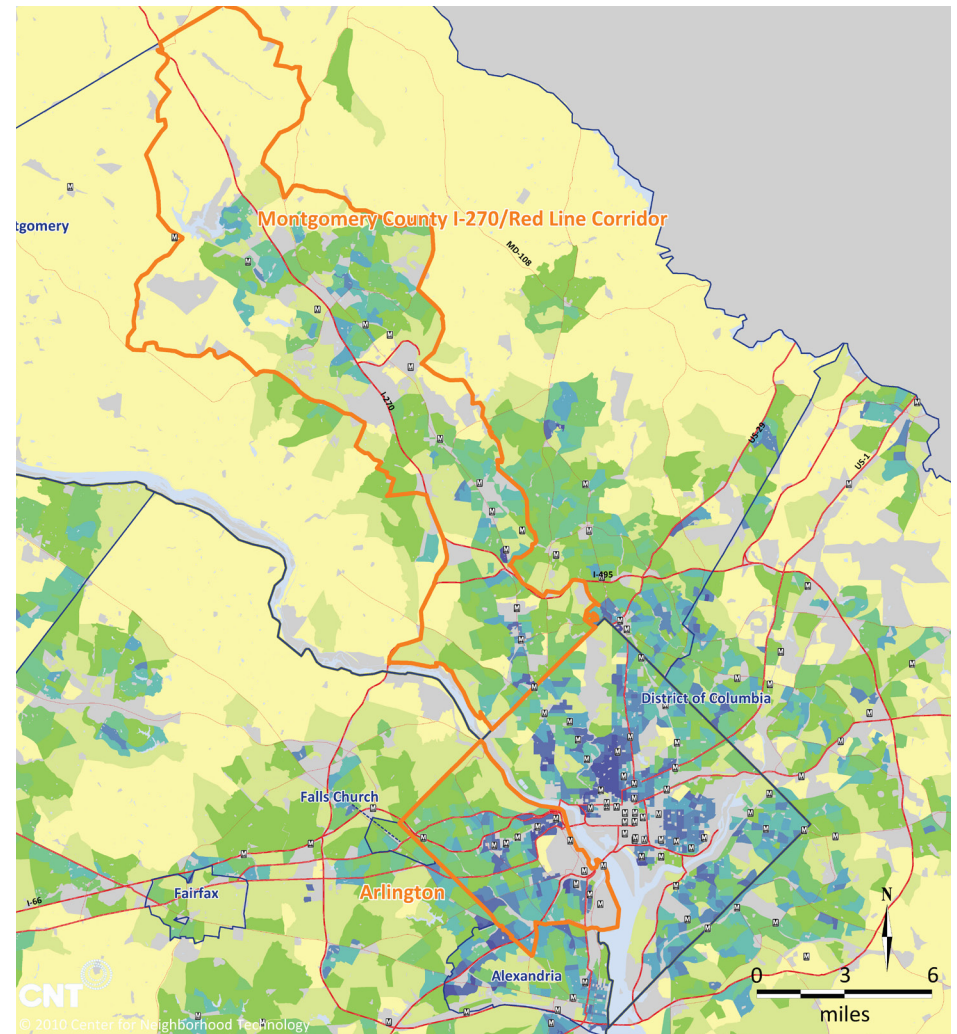 Montgomery County I-270/Red Line Corridor
tgomery
MD-108
I-270
US-29
US-1
I-495
District of Columbia
Falls Church
Arlington
Fairfax
I-66
Alexandria
N
0 3 6
miles
CNT
© 2010 Center for Neighborhood Technology